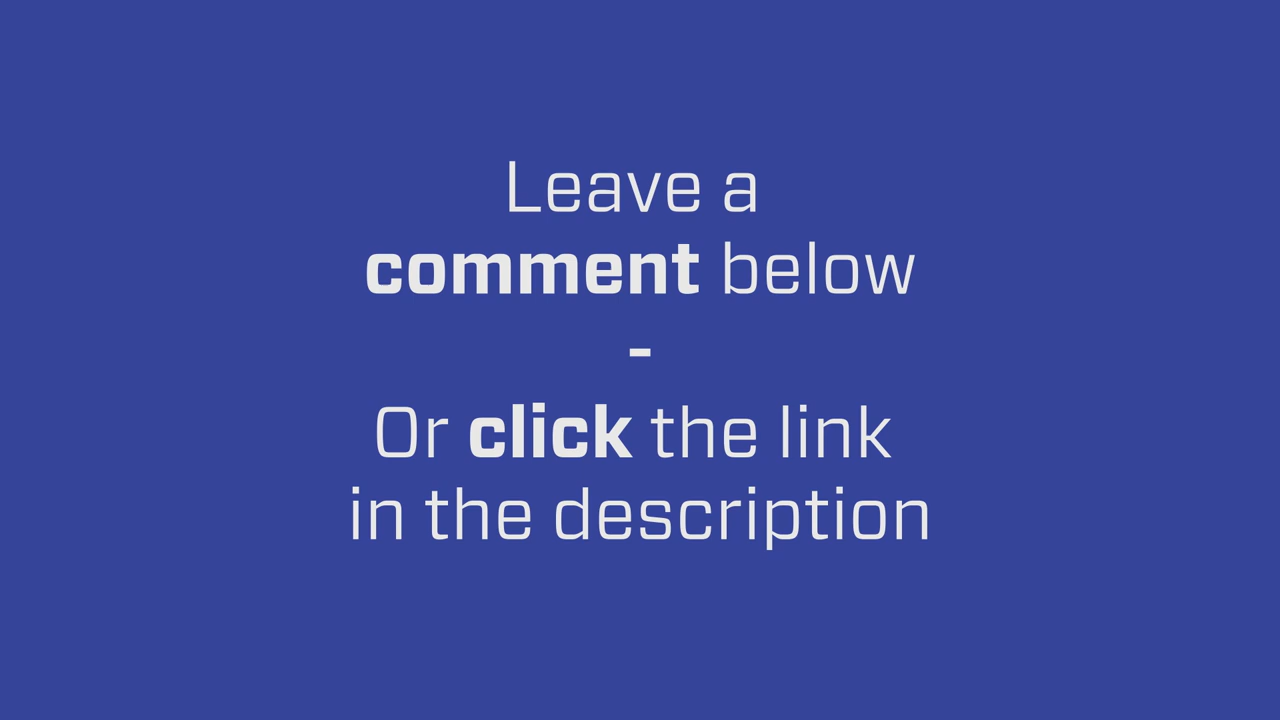 Leave a
comment below
-
Or click the link
in the description